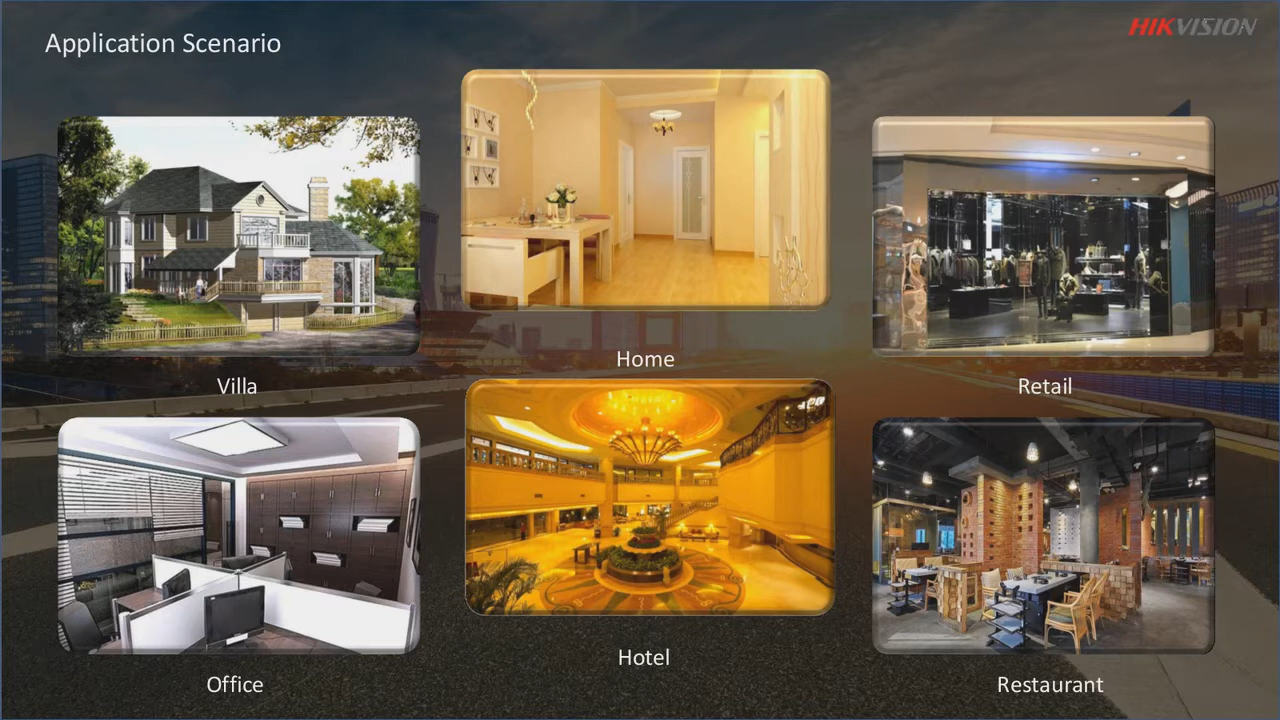 Application Scenario
HIKVISION
Home
Villa
Retail
Hotel
Office
Restaurant